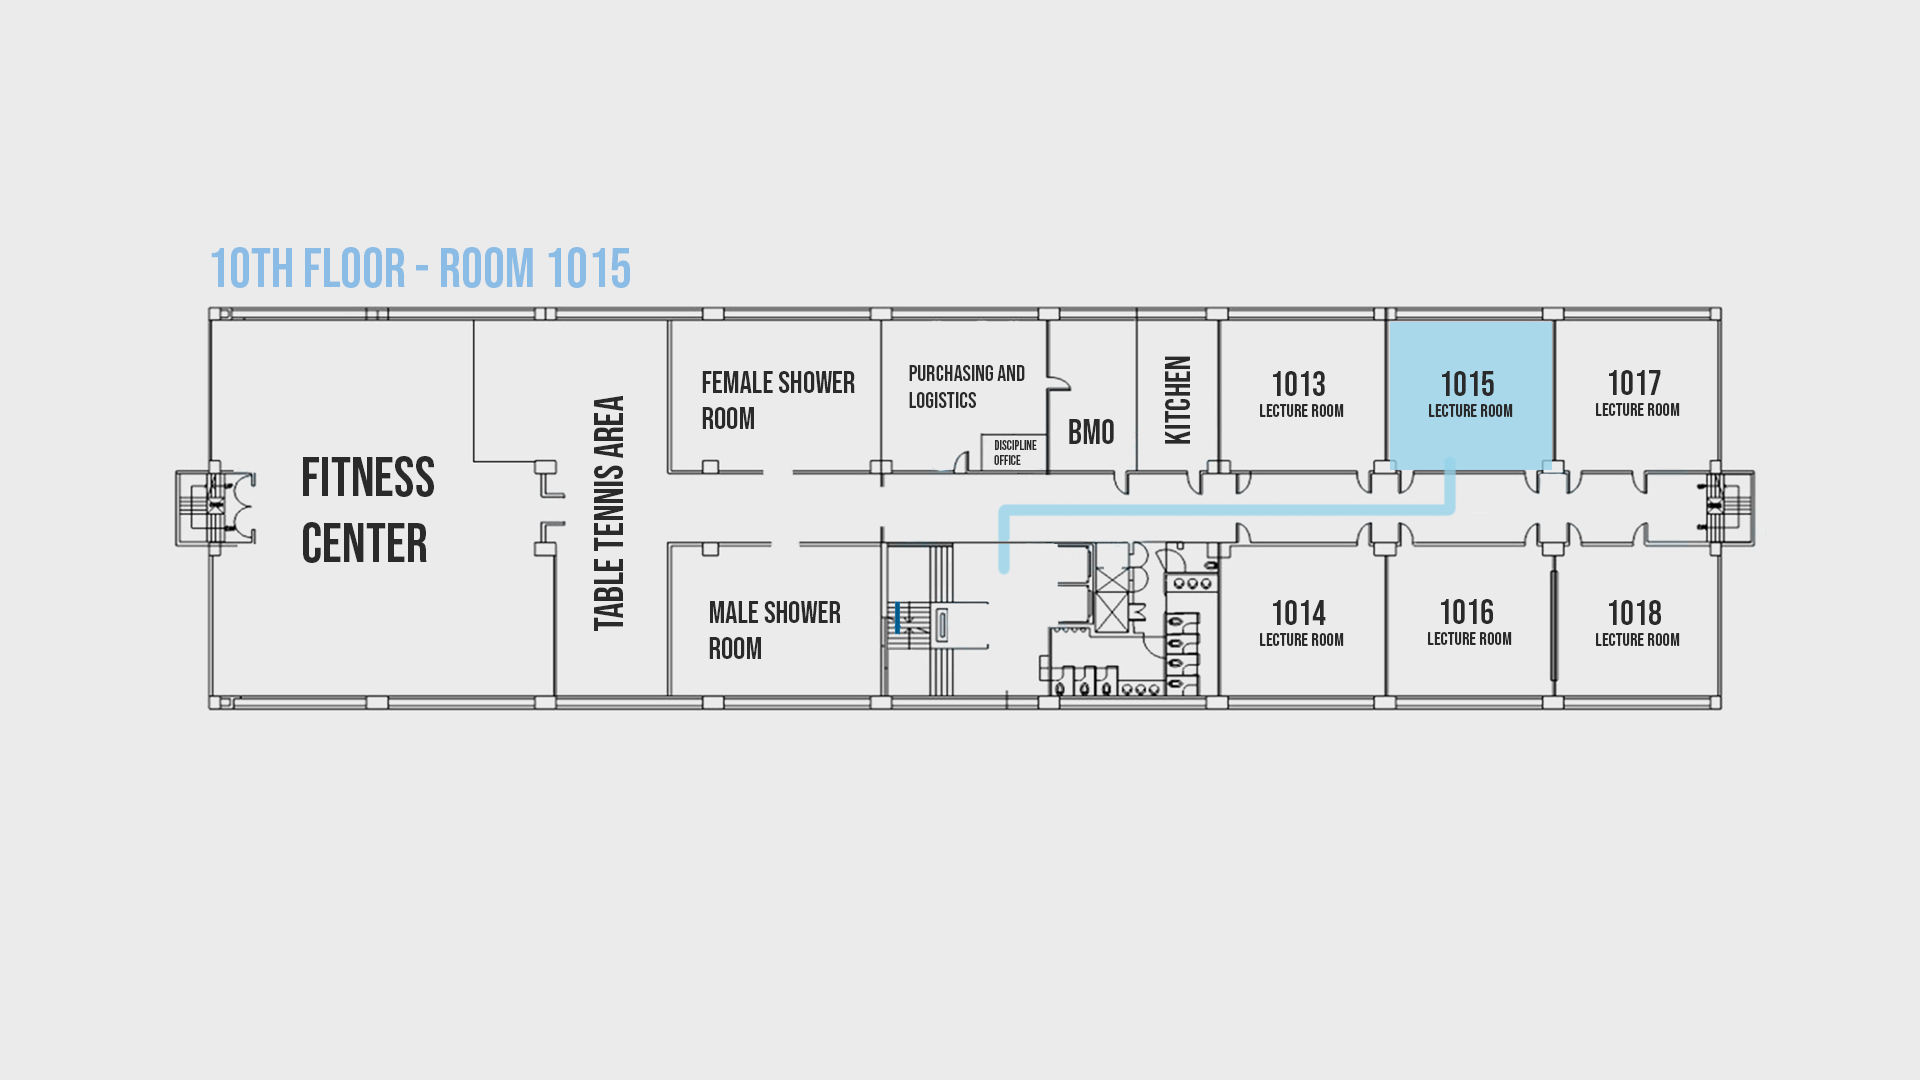 10TH FLOOR - ROOM 1015
FITNESS
CENTER
TABLE TENNIS AREA
FEMALE SHOWER
ROOM
MALE SHOWER
ROOM
PURCHASING AND
LOGISTICS
DISCIPLINE
OFFICE
BMO
KITCHEN
1013
LECTURE ROOM
1015
LECTURE ROOM
1017
LECTURE ROOM
1014
LECTURE ROOM
1016
LECTURE ROOM
1018
LECTURE ROOM